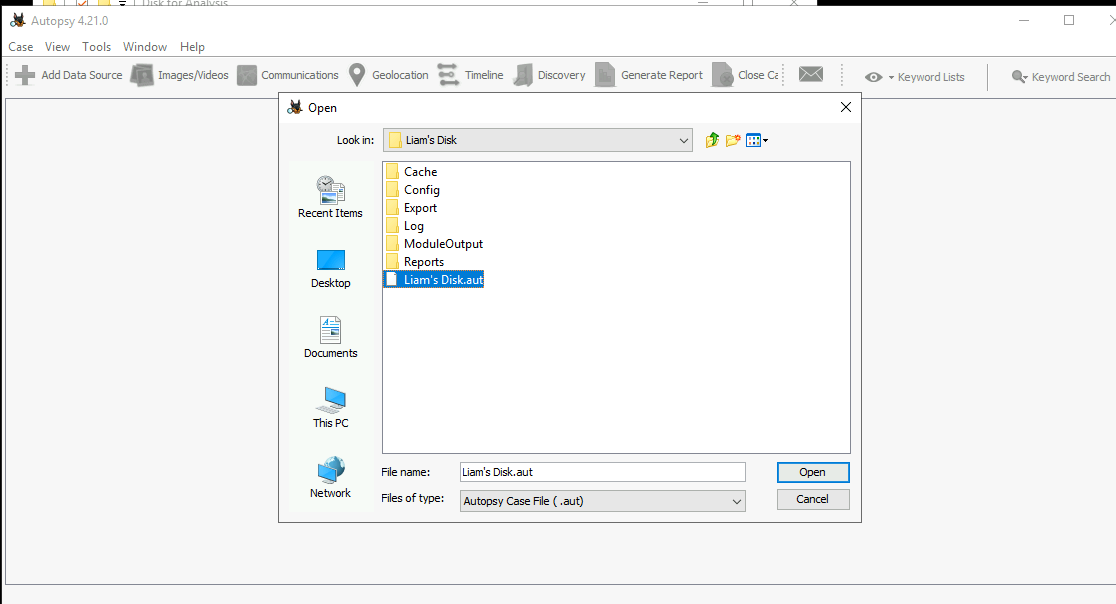 Disk for Analysis
Autopsy 4.21.0
Case View Tools Window Help
Add Data Source Images/Videos Communications Geolocation Timeline Discovery Generate Report Close Ca Keyword Lists Keyword Search
Open
Look in: Liam's Disk
Cache
Config
Export
Log
ModuleOutput
Reports
Liam's Disk.aut
Recent Items
Desktop
Documents
This PC
Network
File name: Liam's Disk.aut Open
Files of type: Autopsy Case File ( .aut) Cancel